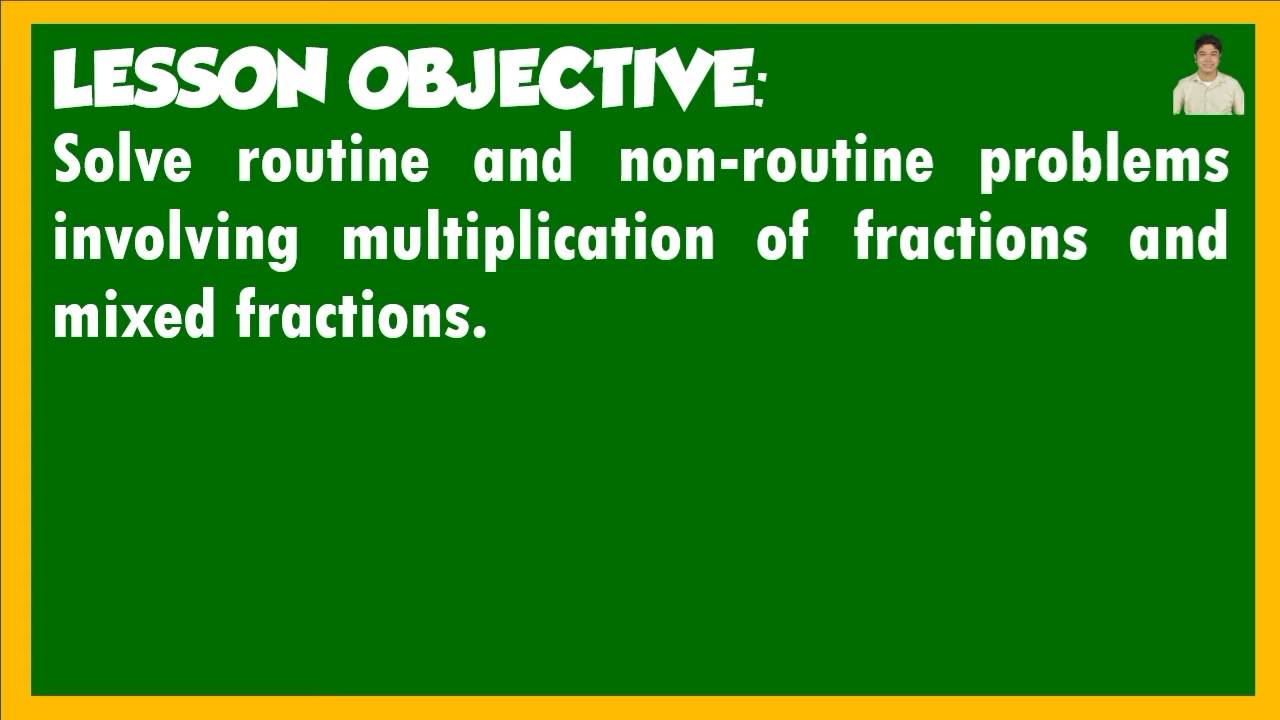 LESSON OBJECTIVE:
Solve routine and non-routine problems
involving multiplication of fractions and
mixed fractions.